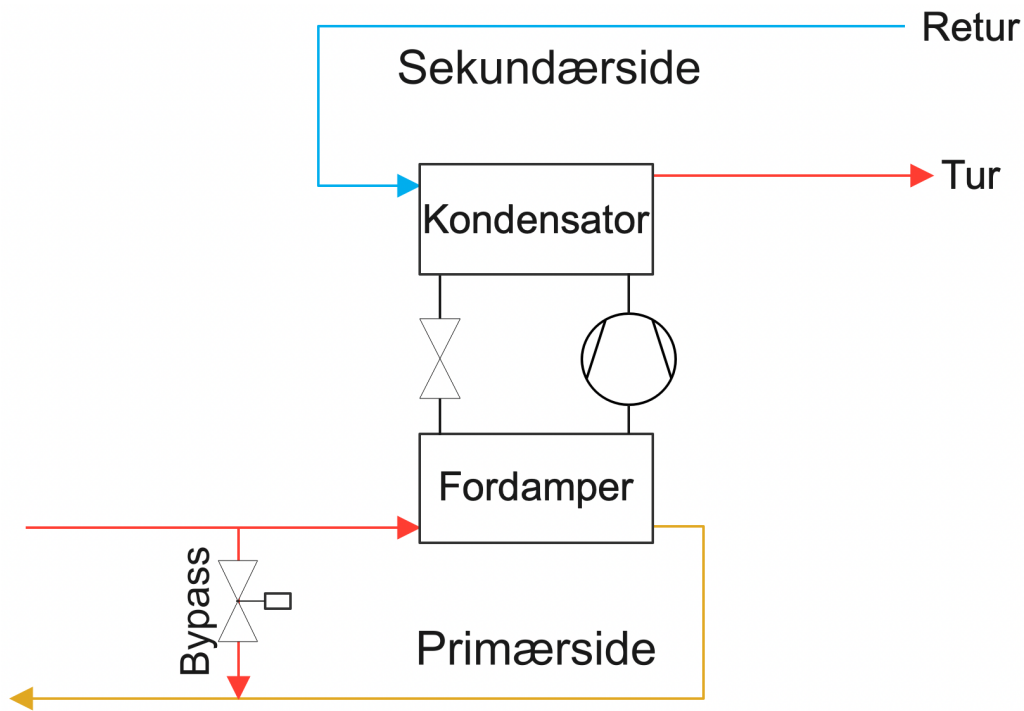 Retur
Sekundærside
Tur
Kondensator
Fordamper
Bypass
Primærside